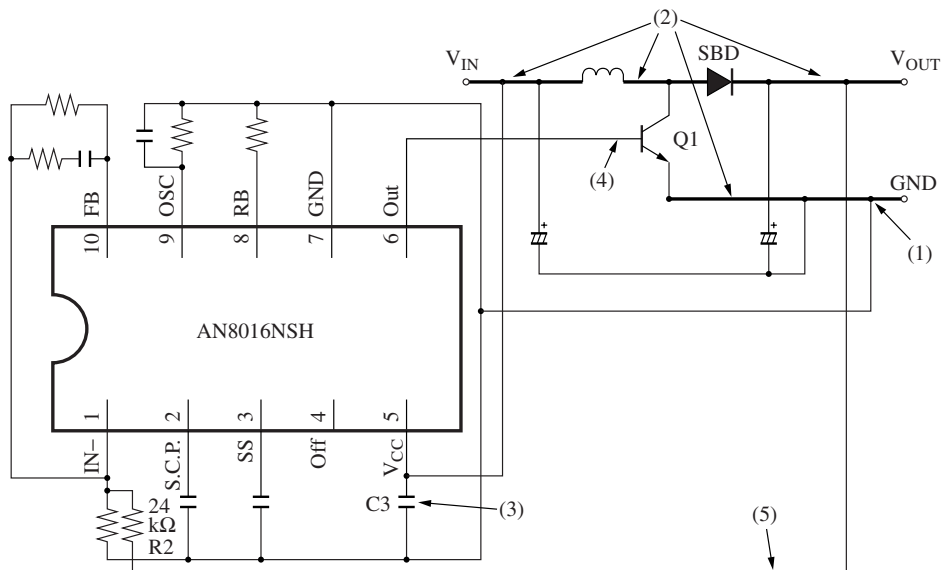 (2)
V_IN
SBD
V_OUT
Q1
(4)
GND
(1)
FB
OSC
RB
GND
Out
10
9
8
7
6
AN8016NSH
1
2
3
4
5
IN−
S.C.P.
SS
Off
V_CC
24
kΩ
R2
C3
(3)
(5)